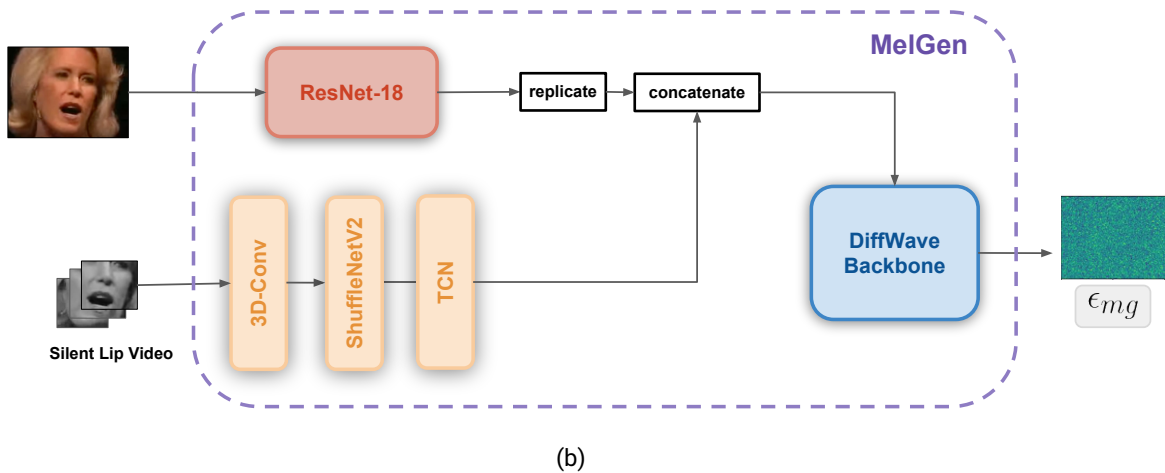 MelGen
ResNet-18
replicate
concatenate
3D-Conv
ShuffleNetV2
TCN
DiffWave
Backbone
Silent Lip Video
ϵmg
(b)